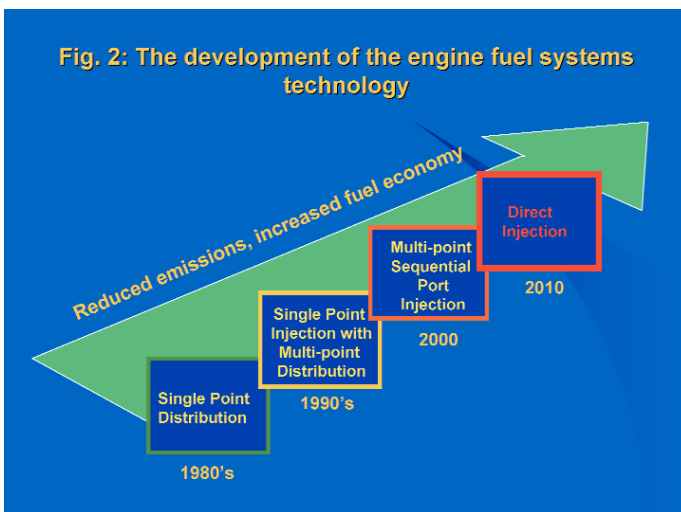 Fig. 2: The development of the engine fuel systems
technology
Reduced emissions, increased fuel economy
Direct
Injection
2010
Multi-point
Sequential
Port
Injection
2000
Single Point
Injection with
Multi-point
Distribution
1990's
Single Point
Distribution
1980's